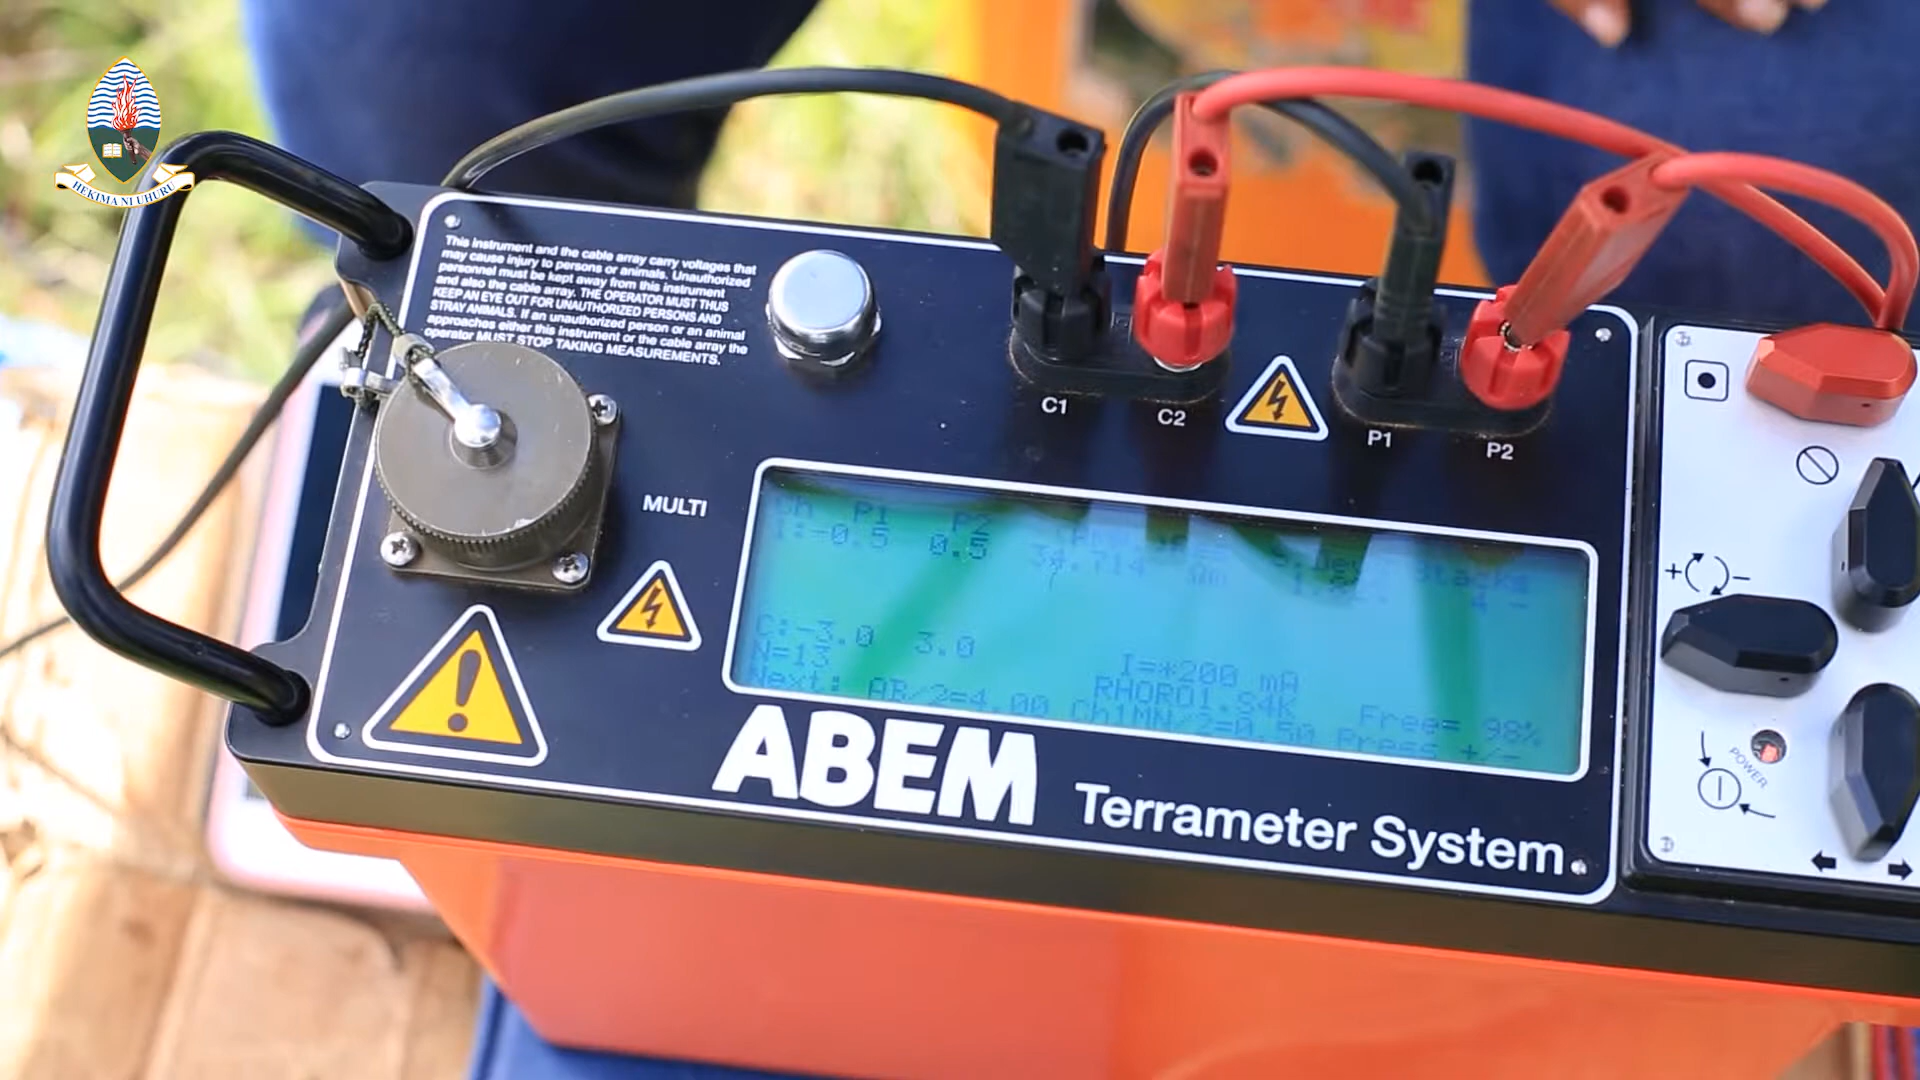 HEKIMA NI UHURU
This instrument and the cable array carry voltages that
may cause injury to persons or animals. Unauthorized
personnel must be kept away from this instrument
and also the cable array. THE OPERATOR MUST THUS
KEEP AN EYE OUT FOR UNAUTHORIZED PERSONS AND
STRAY ANIMALS. If an unauthorized person or an animal
approaches either this instrument or the cable array the
operator MUST STOP TAKING MEASUREMENTS.
C1
C2
P1
P2
MULTI
Ch P1 P2
1:-0.5 0.5 34.714 Ωm
C:-3.0 3.0
N=13 I=*200 mA
RHORO1.S4K Free= 98%
Next: AB/2=4.00 Ch1MN/2=0.50 Press +/-
ABEM Terrameter System
+ -
POWER